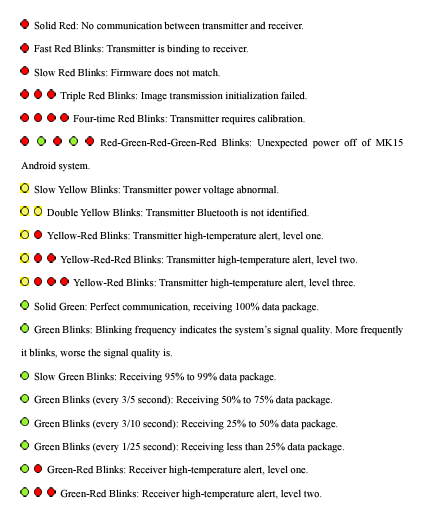 Solid Red: No communication between transmitter and receiver.
Fast Red Blinks: Transmitter is binding to receiver.
Slow Red Blinks: Firmware does not match.
Triple Red Blinks: Image transmission initialization failed.
Four-time Red Blinks: Transmitter requires calibration.
Red-Green-Red-Green-Red Blinks: Unexpected power off of MK15
Android system.
Slow Yellow Blinks: Transmitter power voltage abnormal.
Double Yellow Blinks: Transmitter Bluetooth is not identified.
Yellow-Red Blinks: Transmitter high-temperature alert, level one.
Yellow-Red-Red Blinks: Transmitter high-temperature alert, level two.
Yellow-Red-Red Blinks: Transmitter high-temperature alert, level three.
Solid Green: Perfect communication, receiving 100% data package.
Green Blinks: Blinking frequency indicates the system's signal quality. More frequently
it blinks, worse the signal quality is.
Slow Green Blinks: Receiving 95% to 99% data package.
Green Blinks (every 3/5 second): Receiving 50% to 75% data package.
Green Blinks (every 3/10 second): Receiving 25% to 50% data package.
Green Blinks (every 1/25 second): Receiving less than 25% data package.
Green-Red Blinks: Receiver high-temperature alert, level one.
Green-Red Blinks: Receiver high-temperature alert, level two.